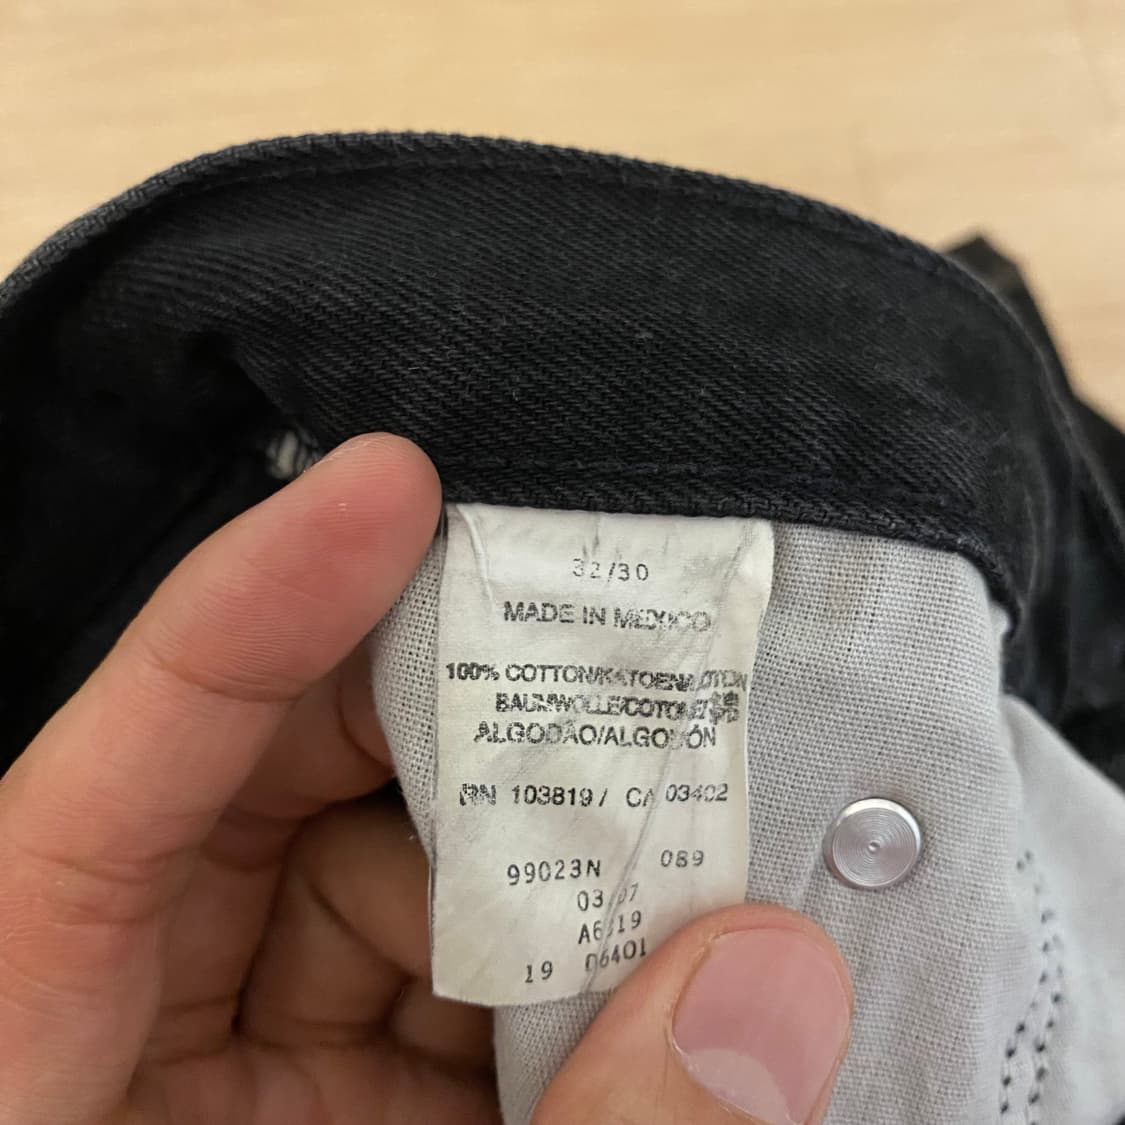 32/30
MADE IN MEXICO
100% COTTON/KATOEN/COTON
BAUMWOLLE/COTONE/
ALGODÃO/ALGODÓN
RN 103819 / CA 03402
99023N 089
03/07
19 06401